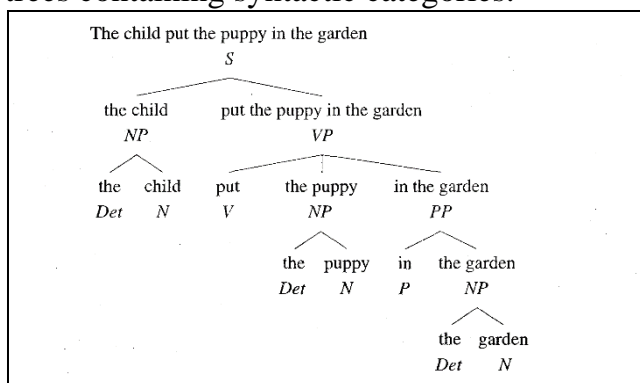 trees containing syntactic categories.
The child put the puppy in the garden
S
the child put the puppy in the garden
NP VP
the child put the puppy in the garden
Det N V NP PP
the puppy in the garden
Det N P NP
the garden
Det N